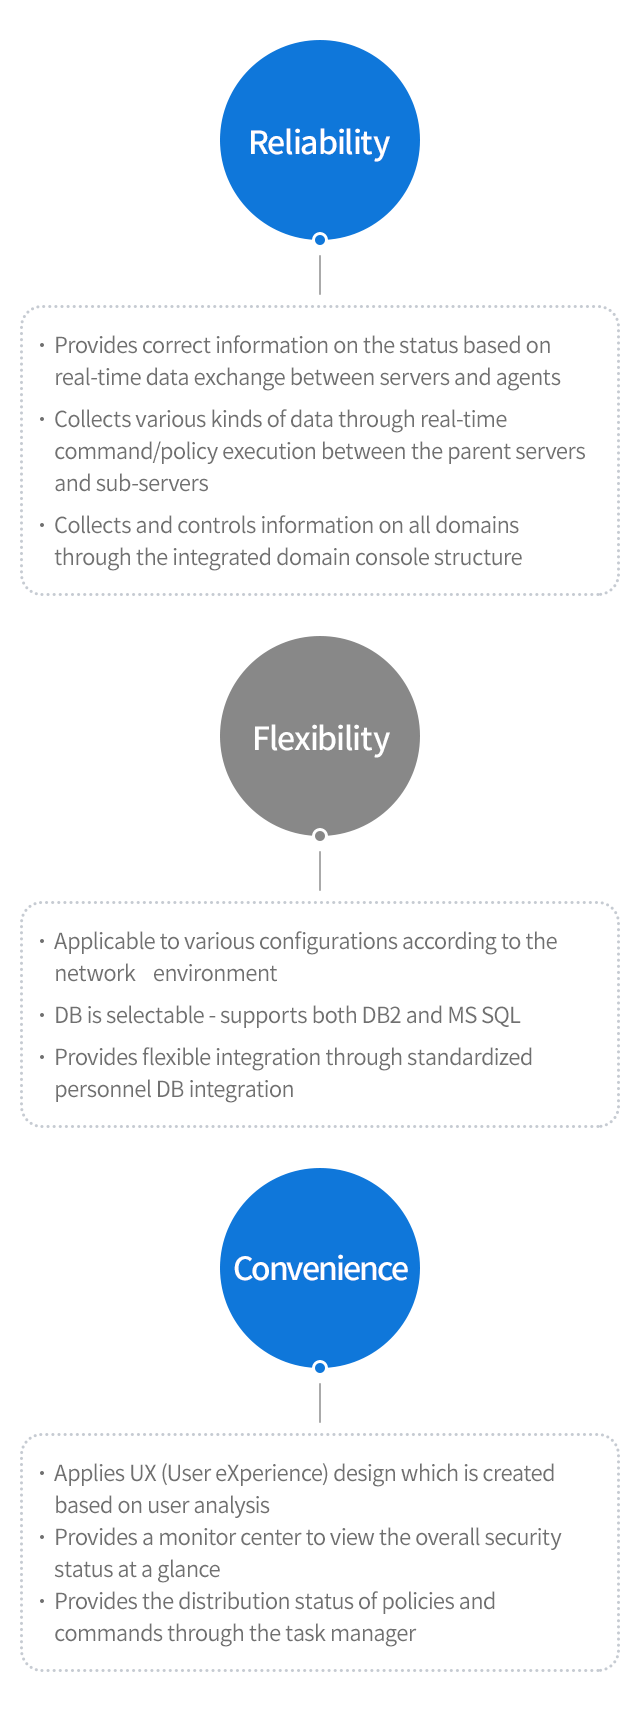 Reliability
· Provides correct information on the status based on
real-time data exchange between servers and agents
· Collects various kinds of data through real-time
command/policy execution between the parent servers
and sub-servers
· Collects and controls information on all domains
through the integrated domain console structure
Flexibility
· Applicable to various configurations according to the
network environment
· DB is selectable - supports both DB2 and MS SQL
· Provides flexible integration through standardized
personnel DB integration
Convenience
· Applies UX (User eXperience) design which is created
based on user analysis
· Provides a monitor center to view the overall security
status at a glance
· Provides the distribution status of policies and
commands through the task manager